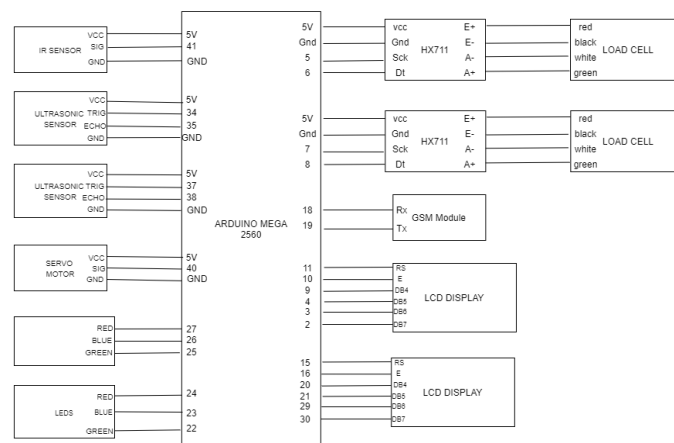 VCC 5V
IR SENSOR SIG 41
GND GND
VCC 5V
ULTRASONIC TRIG 34
SENSOR ECHO 35
GND GND
VCC 5V
ULTRASONIC TRIG 37
SENSOR ECHO 38
GND GND
VCC 5V
SERVO MOTOR SIG 40
GND GND
RED 27
BLUE 26
GREEN 25
RED 24
LEDS BLUE 23
GREEN 22
ARDUINO MEGA
2560
5V vcc E+ red
Gnd Gnd HX711 E- black LOAD CELL
5 Sck A- white
6 Dt A+ green
5V vcc E+ red
Gnd Gnd HX711 E- black LOAD CELL
7 Sck A- white
8 Dt A+ green
18 Rx
GSM Module
19 Tx
11 RS
10 E
9 DB4
4 DB5 LCD DISPLAY
3 DB6
2 DB7
15 RS
16 E
20 DB4
21 DB5 LCD DISPLAY
29 DB6
30 DB7